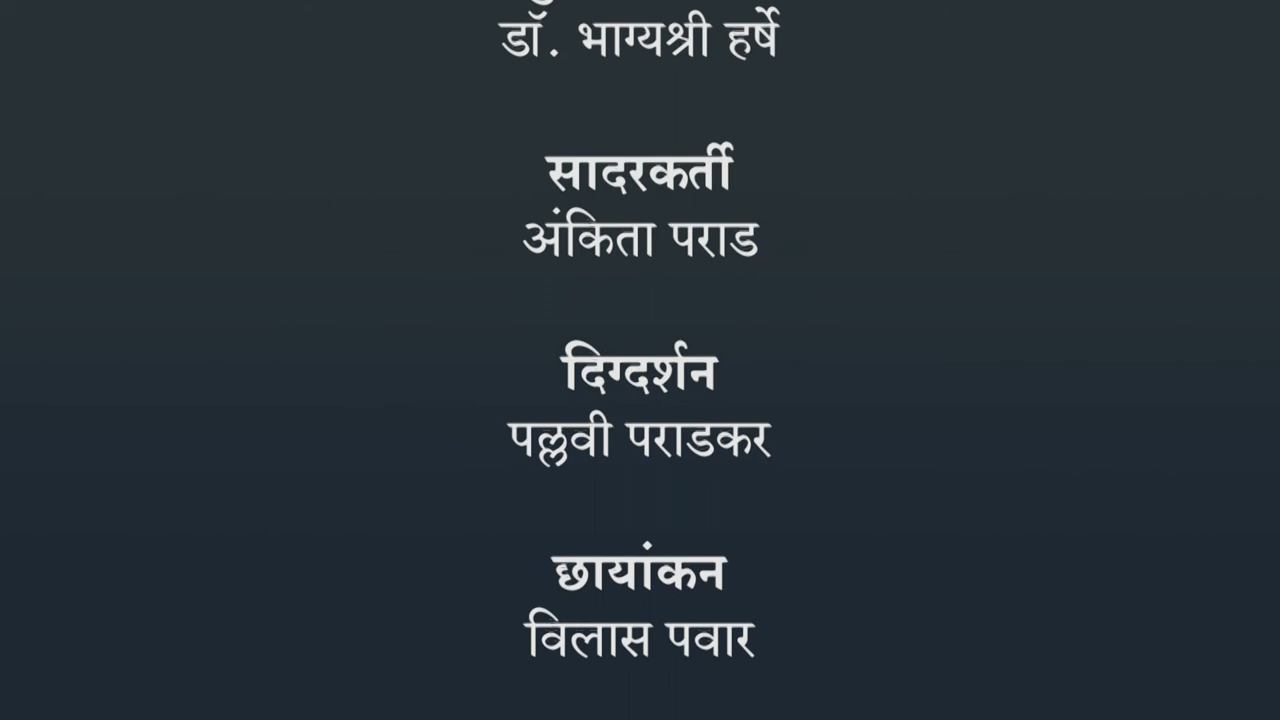 डॉ. भाग्यश्री हर्षे
सादरकर्ती
अंकिता पराड
दिग्दर्शन
पल्लवी पराडकर
छायांकन
विलास पवार